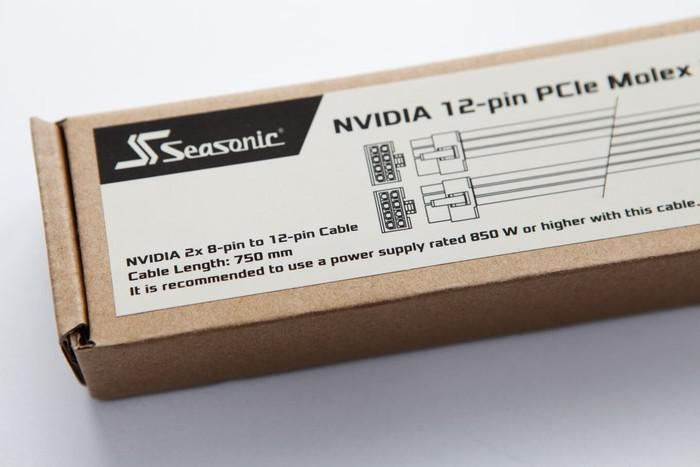 Seasonic®
NVIDIA 12-pin PCIe Molex
NVIDIA 2x 8-pin to 12-pin Cable
Cable Length: 750 mm
It is recommended to use a power supply rated 850 W or higher with this cable.